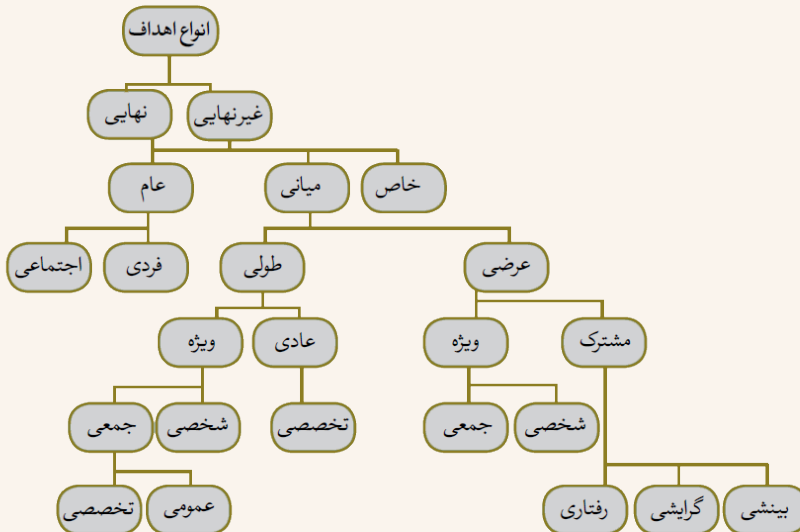 انواع اهداف
غیرنهایی
نهایی
خاص
میانی
عام
عرضی
طولی
فردی
اجتماعی
مشترک
ویژه
عادی
ویژه
شخصی
جمعی
تخصصی
شخصی
جمعی
بینشی
گرایشی
رفتاری
عمومی
تخصصی